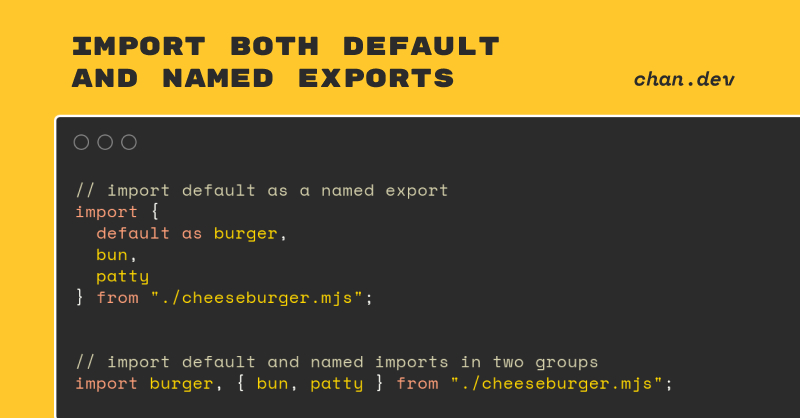 IMPORT BOTH DEFAULT
AND NAMED EXPORTS
chan.dev
// import default as a named export
import {
  default as burger,
  bun,
  patty
} from "./cheeseburger.mjs";
// import default and named imports in two groups
import burger, { bun, patty } from "./cheeseburger.mjs";